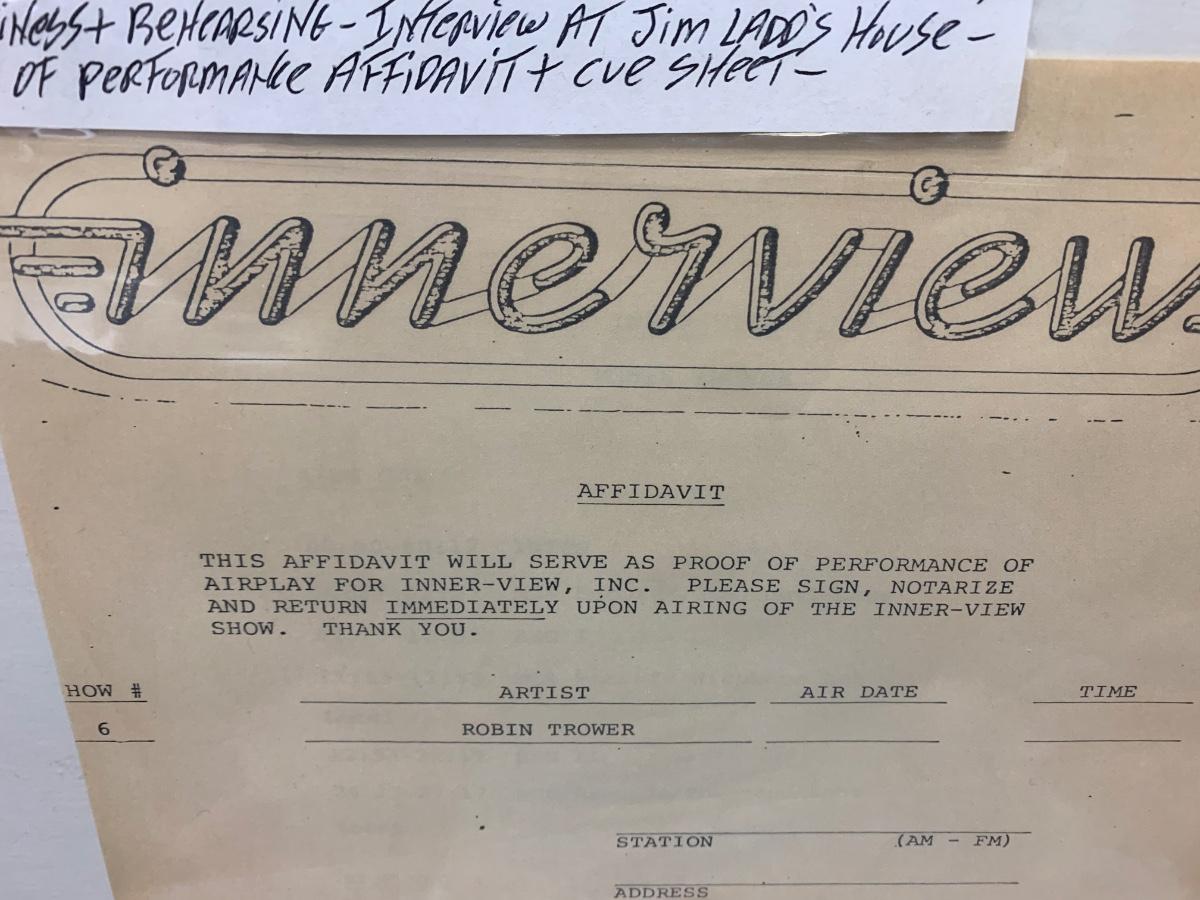 iNESS + REHEARSING - INTERVIEW AT JIM LADD'S HOUSE -
OF PERFORMANCE AFFIDAVIT + CUE SHEET -
innerview
AFFIDAVIT
THIS AFFIDAVIT WILL SERVE AS PROOF OF PERFORMANCE OF
AIRPLAY FOR INNER-VIEW, INC. PLEASE SIGN, NOTARIZE
AND RETURN IMMEDIATELY UPON AIRING OF THE INNER-VIEW
SHOW. THANK YOU.
HOW # ARTIST AIR DATE TIME
6 ROBIN TROWER
STATION (AM - FM)
ADDRESS